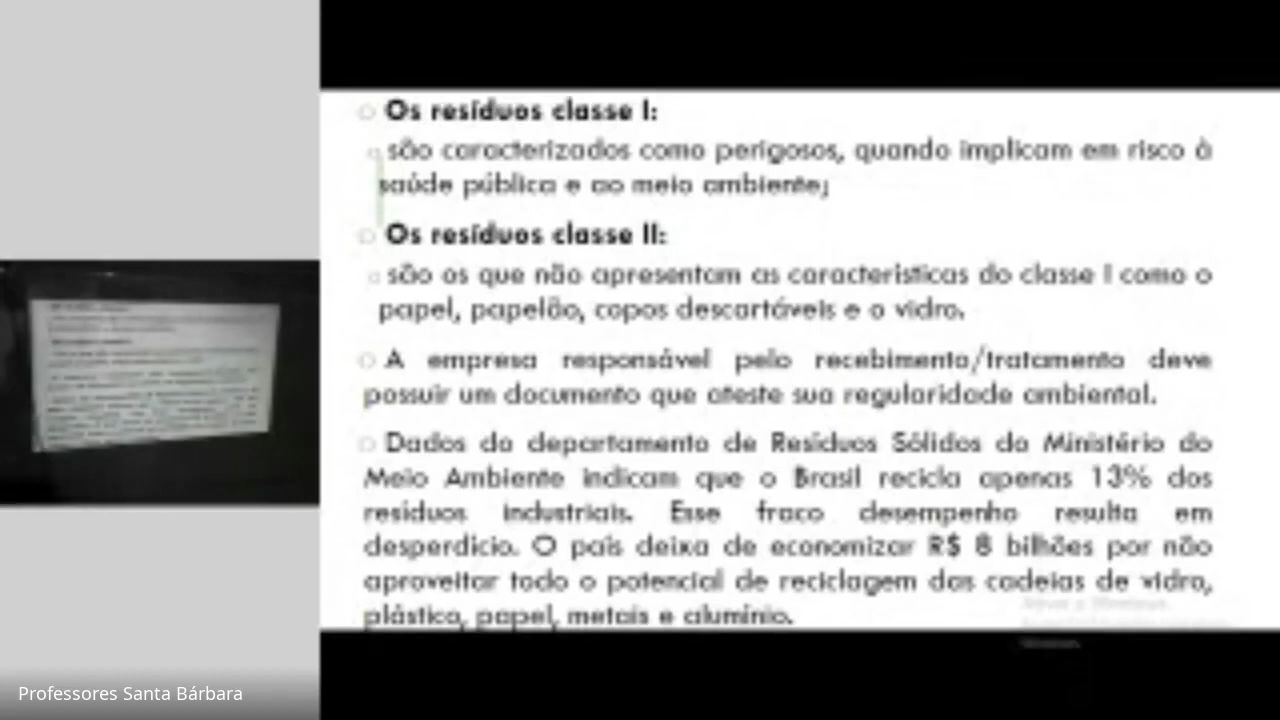 Os resíduos classe I:
são caracterizados como perigosos, quando implicam em risco à
saúde pública e ao meio ambiente;
Os resíduos classe II:
são os que não apresentam as características do classe I como o
papel, papelão, copos descartáveis e o vidro.
A empresa responsável pelo recebimento/tratamento deve
possuir um documento que ateste sua regularidade ambiental.
Dados do departamento de Resíduos Sólidos do Ministério do
Meio Ambiente indicam que o Brasil recicla apenas 13% dos
resíduos industriais. Esse fraco desempenho resulta em
desperdício. O país deixa de economizar R$ 8 bilhões por não
aproveitar todo o potencial de reciclagem das cadeias de vidro,
plástico, papel, metais e alumínio.
Professores Santa Bárbara